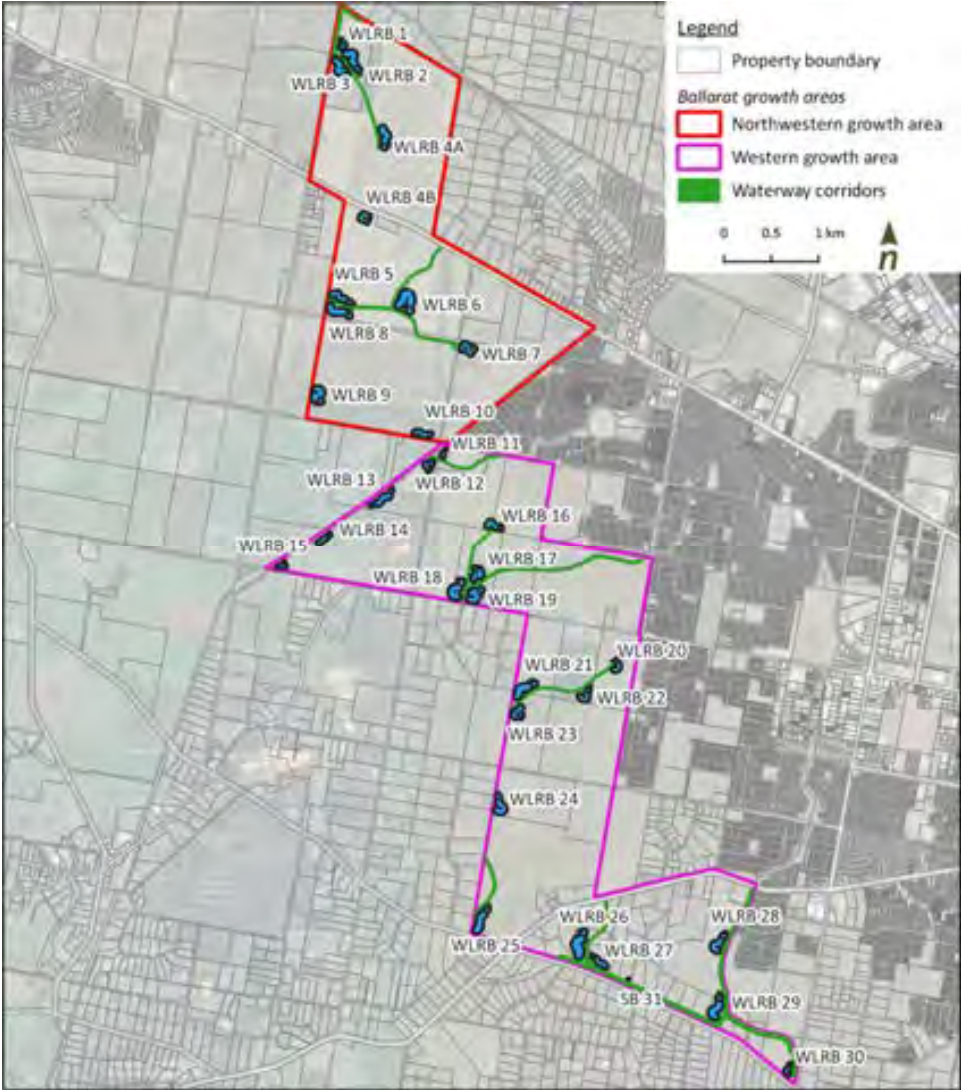 WLRB 1
WLRB 2
WLRB 3
WLRB 4A
WLRB 4B
WLRB 5
WLRB 6
WLRB 8
WLRB 7
WLRB 9
WLRB 10
WLRB 11
WLRB 12
WLRB 13
WLRB 14
WLRB 15
WLRB 16
WLRB 17
WLRB 18
WLRB 19
WLRB 20
WLRB 21
WLRB 22
WLRB 23
WLRB 24
WLRB 25
WLRB 26
WLRB 27
WLRB 28
SB 31
WLRB 29
WLRB 30
Legend
Property boundary
Ballarat growth areas
Northwestern growth area
Western growth area
Waterway corridors
0 0.5 1 km
n